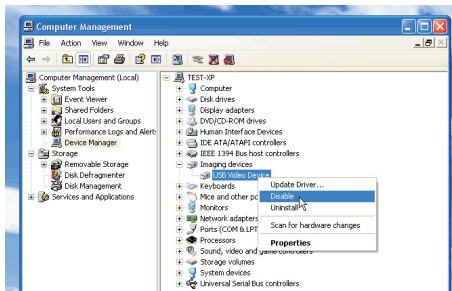 Computer Management
File Action View Window Help
Computer Management (Local)
System Tools
Event Viewer
Shared Folders
Local Users and Groups
Performance Logs and Alert
Device Manager
Storage
Removable Storage
Disk Defragmenter
Disk Management
Services and Applications
TEST-XP
Computer
Disk drives
Display adapters
DVD/CD-ROM drives
Human Interface Devices
IDE ATA/ATAPI controllers
IEEE 1394 Bus host controllers
Imaging devices
USB Video Device
Keyboards
Mice and other po
Monitors
Network adapters
Ports (COM & LPT
Processors
Sound, video and game controllers
Storage volumes
System devices
Universal Serial Bus controllers
Update Driver...
Disable
Uninstall
Scan for hardware changes
Properties